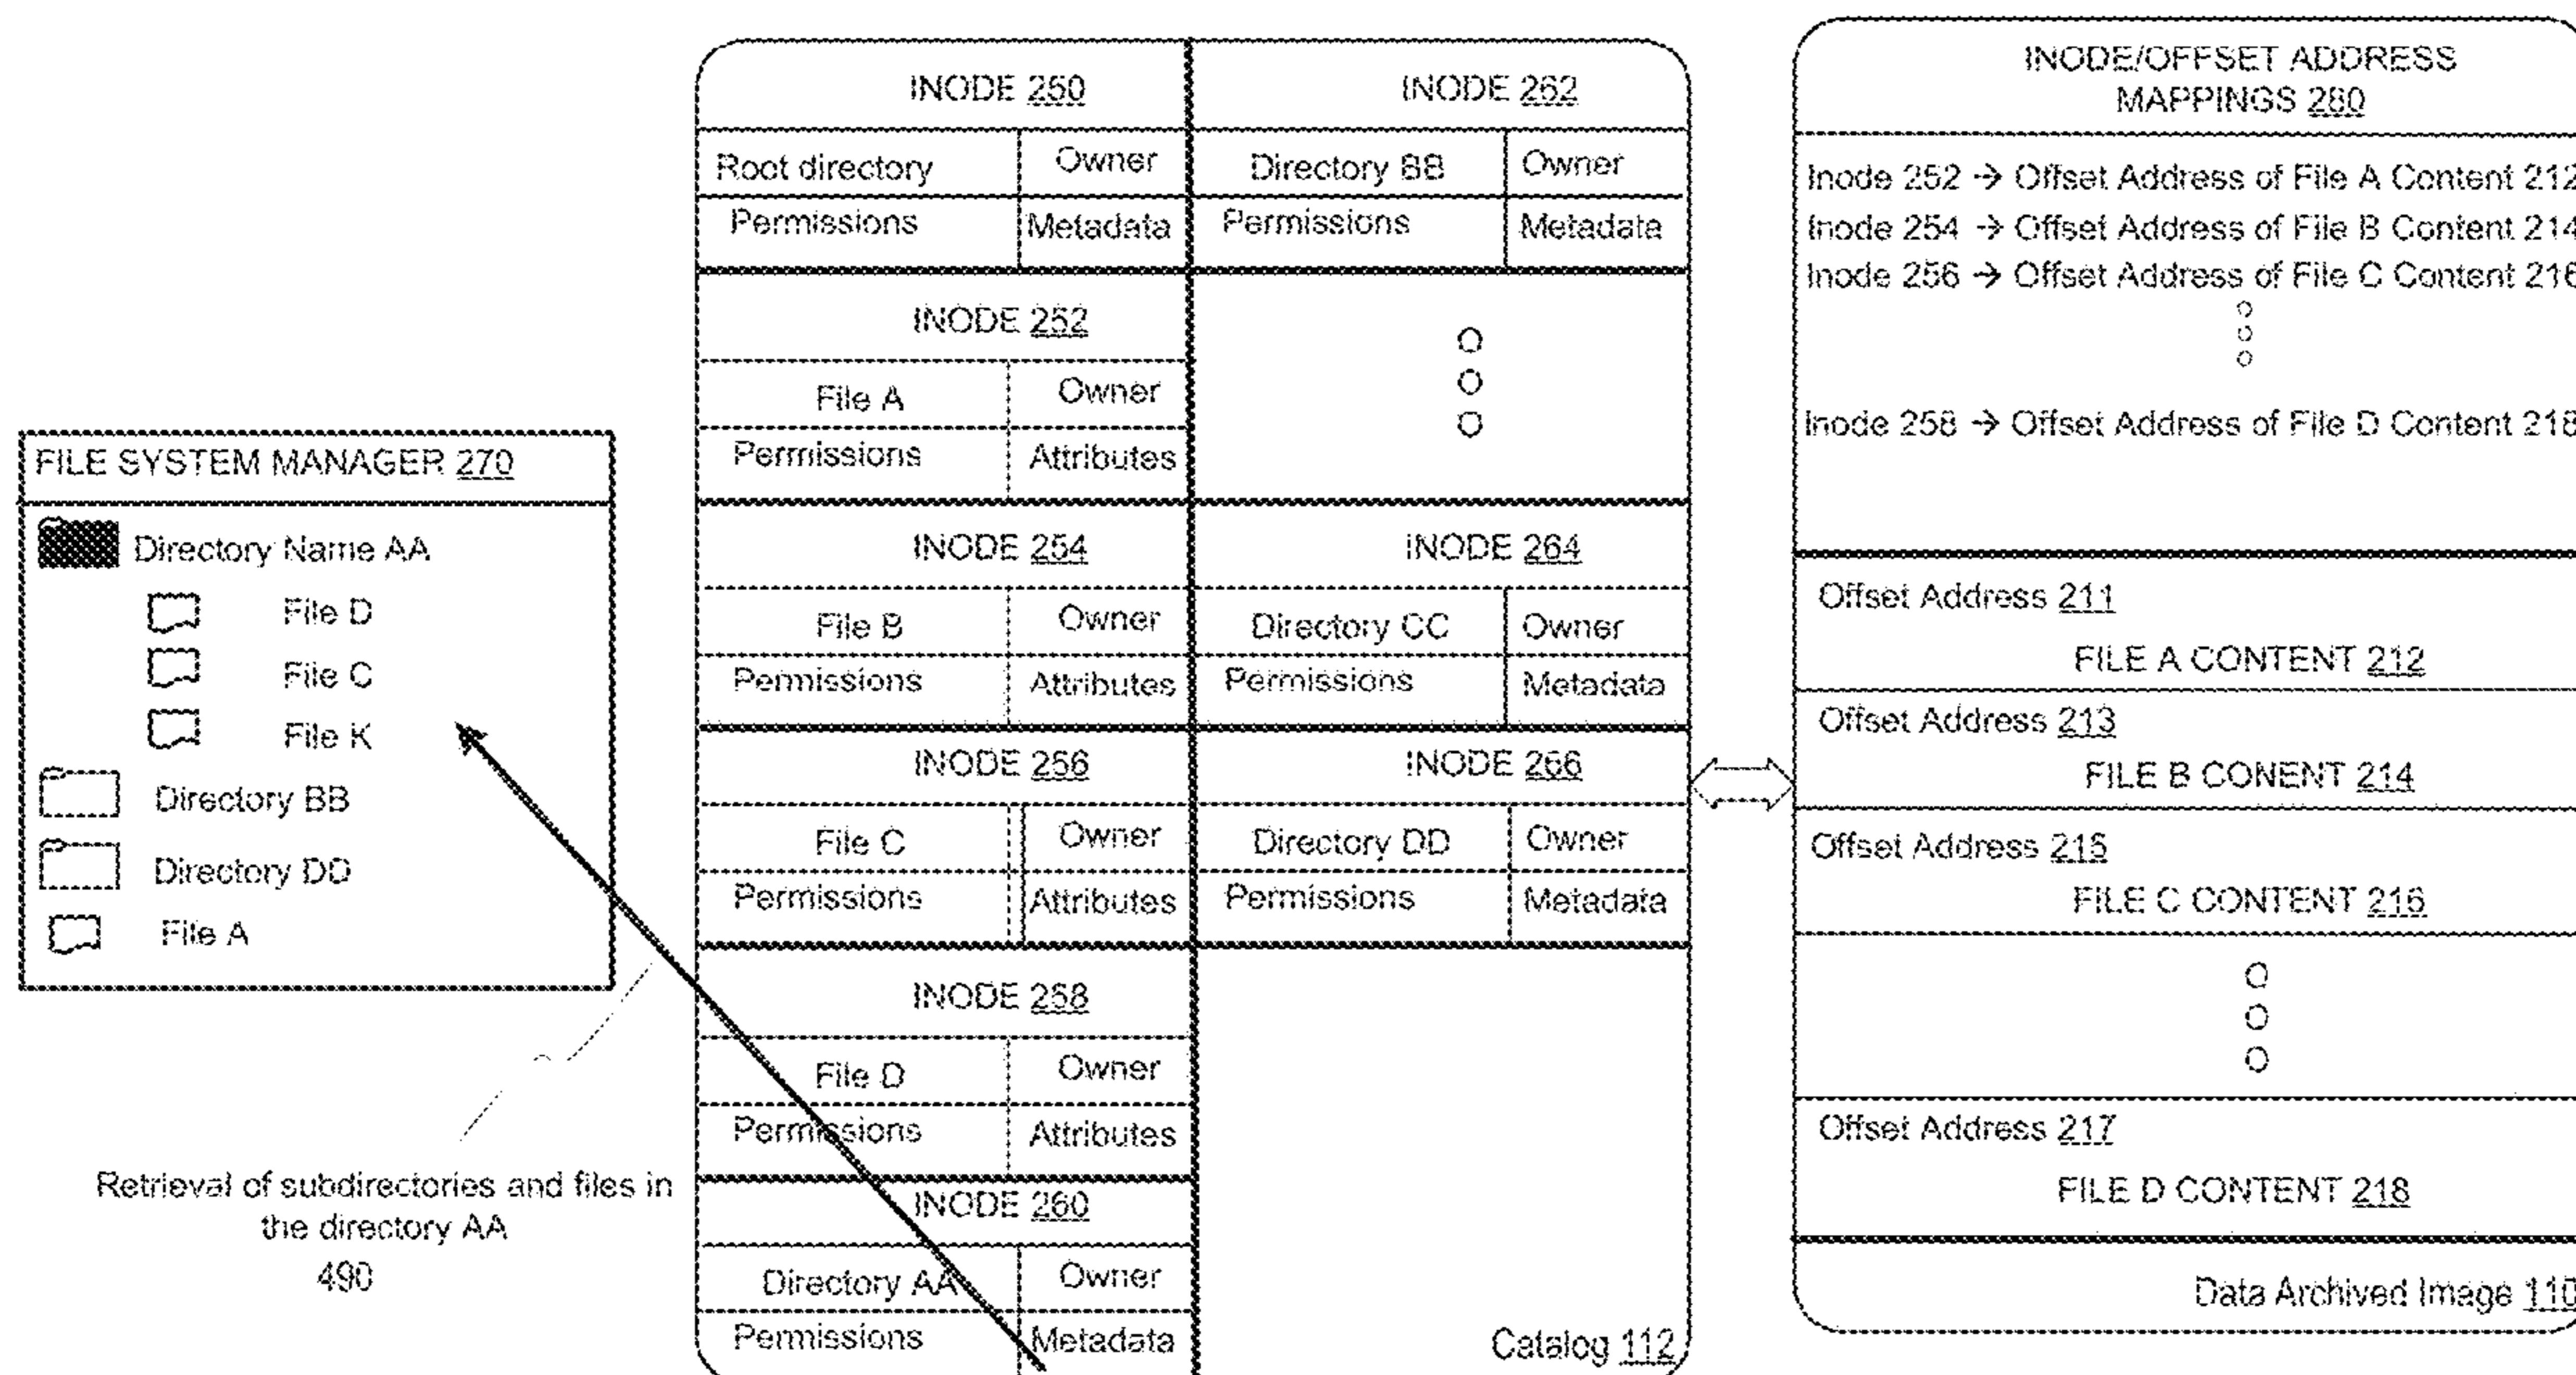 FILE SYSTEM MANAGER 270
Directory Name AA
File D
File C
File K
Directory BB
Directory DD
File A
Retrieval of subdirectories and files in
the directory AA
490
INODE 250
Root directory Owner
Permissions Metadata
INODE 252
File A Owner
Permissions Attributes
INODE 254
File B Owner
Permissions Attributes
INODE 256
File C Owner
Permissions Attributes
INODE 258
File D Owner
Permissions Attributes
INODE 260
Directory AA Owner
Permissions Metadata
INODE 262
Directory BB Owner
Permissions Metadata
INODE 264
Directory CC Owner
Permissions Metadata
INODE 266
Directory DD Owner
Permissions Metadata
Catalog 112
INODE/OFFSET ADDRESS
MAPPINGS 280
Inode 252 → Offset Address of File A Content 212
Inode 254 → Offset Address of File B Content 214
Inode 256 → Offset Address of File C Content 216
Inode 258 → Offset Address of File D Content 218
Offset Address 211
FILE A CONTENT 212
Offset Address 213
FILE B CONENT 214
Offset Address 215
FILE C CONTENT 216
Offset Address 217
FILE D CONTENT 218
Data Archived Image 110